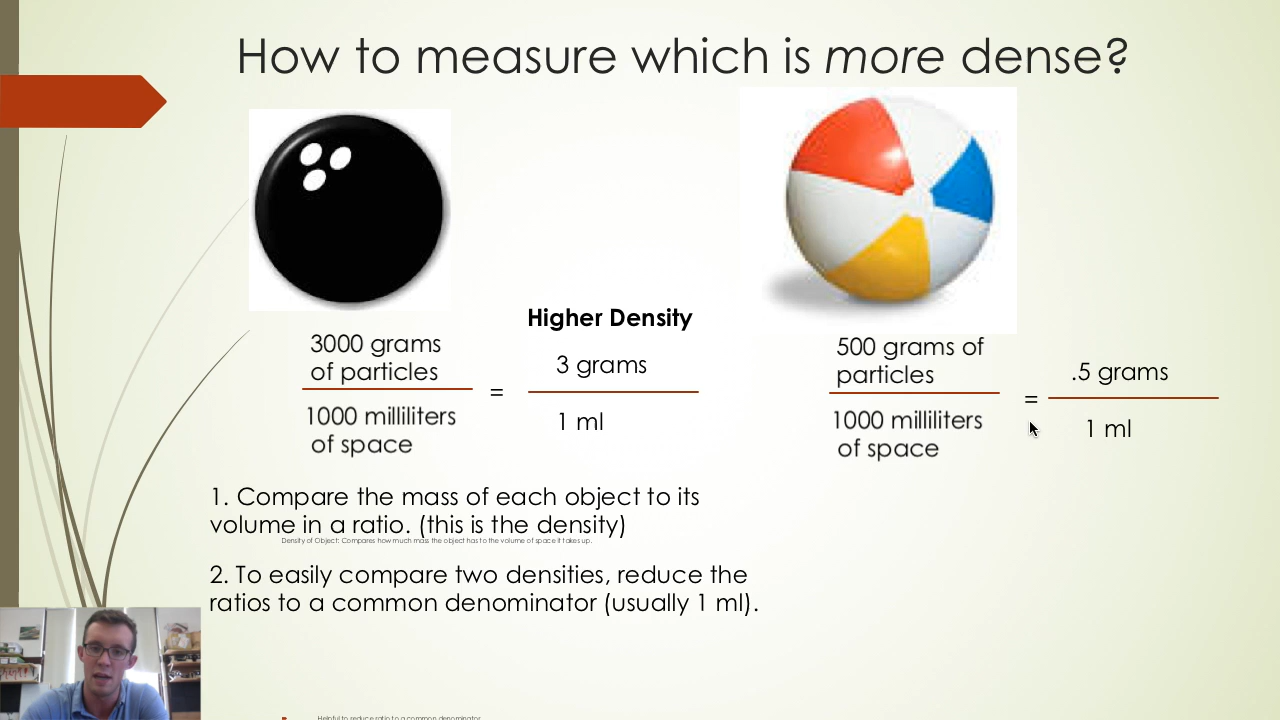 How to measure which is more dense?
Higher Density
3000 grams
of particles
1000 milliliters
of space
=
3 grams
1 ml
500 grams of
particles
1000 milliliters
of space
=
.5 grams
1 ml
1. Compare the mass of each object to its
volume in a ratio. (this is the density)
Density of Object: Compares how much mass the object has to the volume of space it takes up.
2. To easily compare two densities, reduce the
ratios to a common denominator (usually 1 ml).
Helpful to reduce ratio to a common denominator